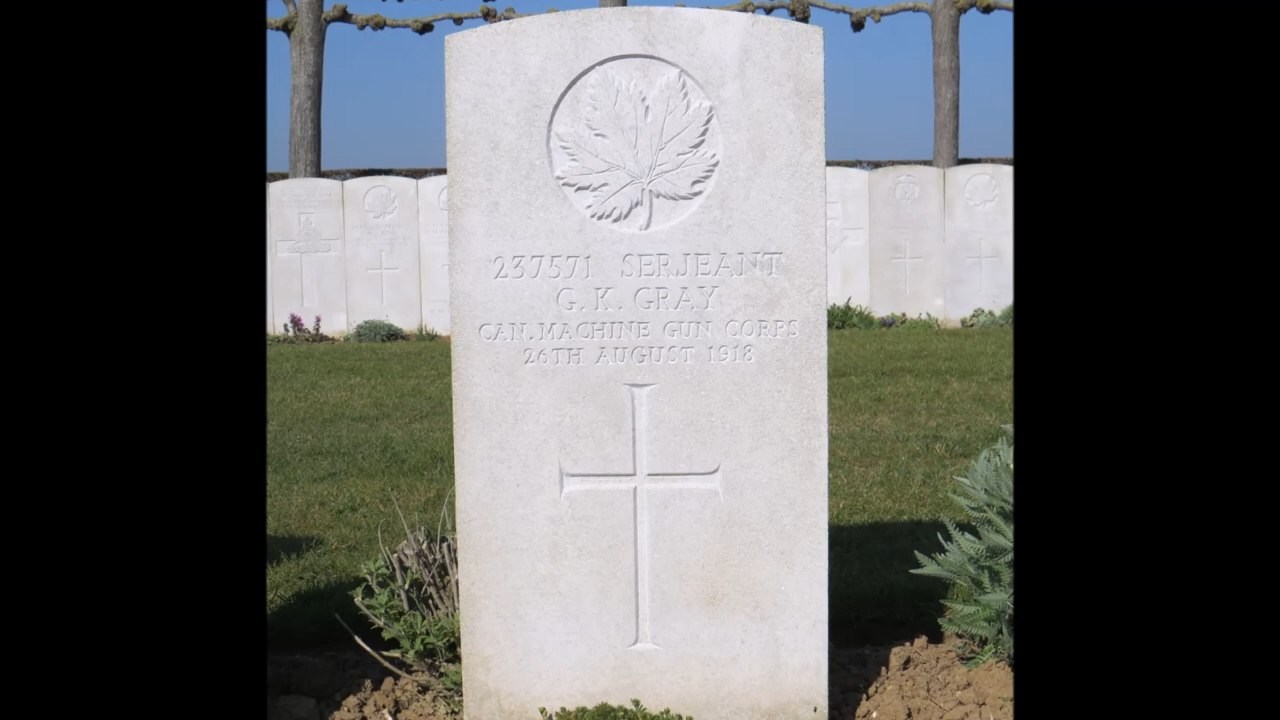 237571 SERJEANT
G. K. GRAY
CAN. MACHINE GUN CORPS
26TH AUGUST 1918